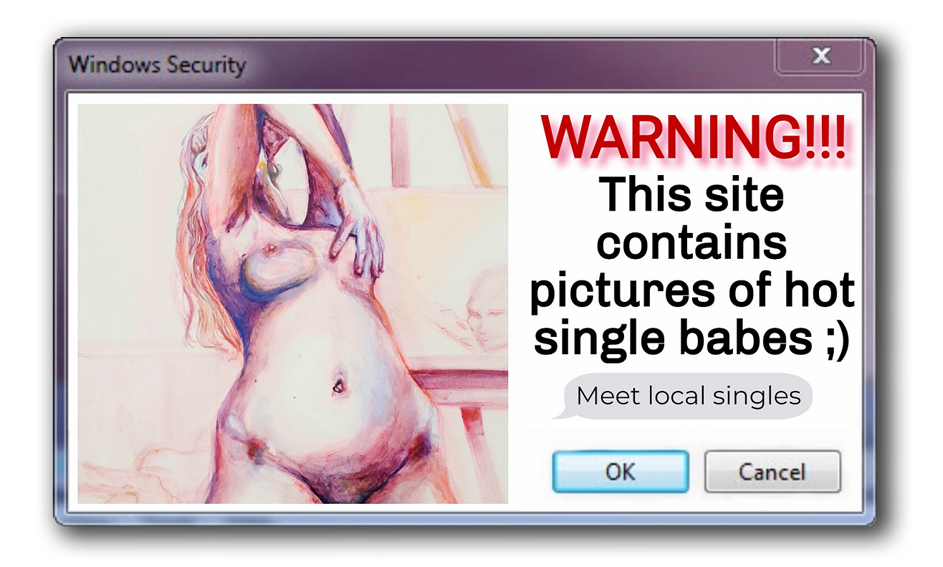 Windows Security
WARNING!!!
This site
contains
pictures of hot
single babes ;)
Meet local singles
OK
Cancel